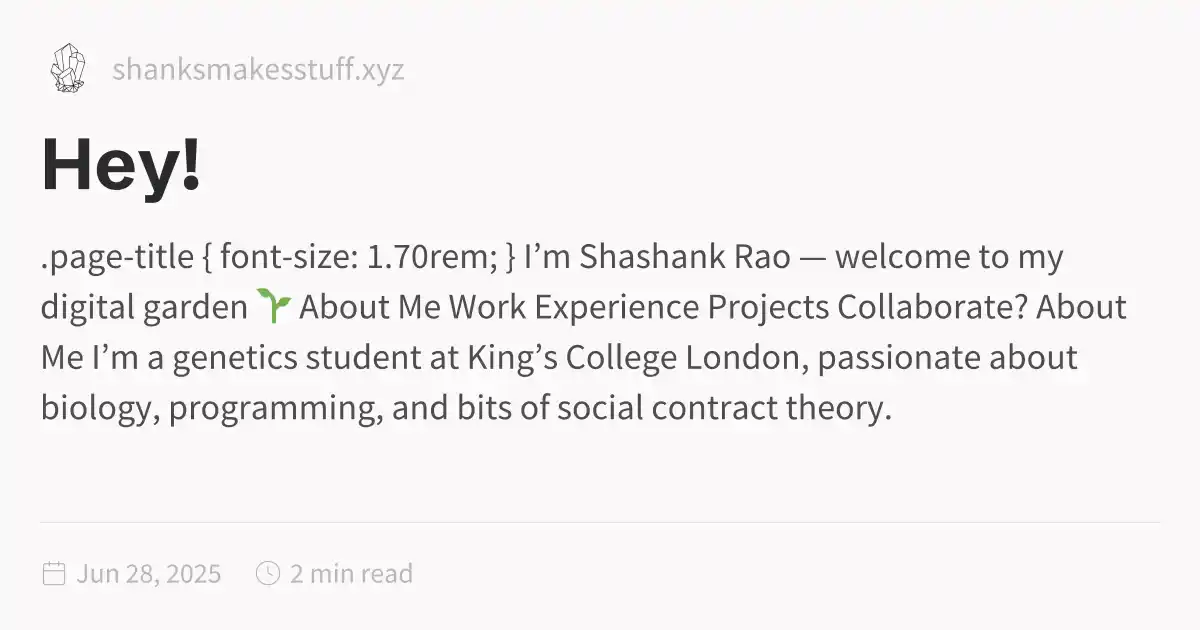 shanksmakesstuff.xyz
Hey!
.page-title { font-size: 1.70rem; } I’m Shashank Rao — welcome to my
digital garden 🌱 About Me Work Experience Projects Collaborate? About
Me I’m a genetics student at King’s College London, passionate about
biology, programming, and bits of social contract theory.
Jun 28, 2025 2 min read